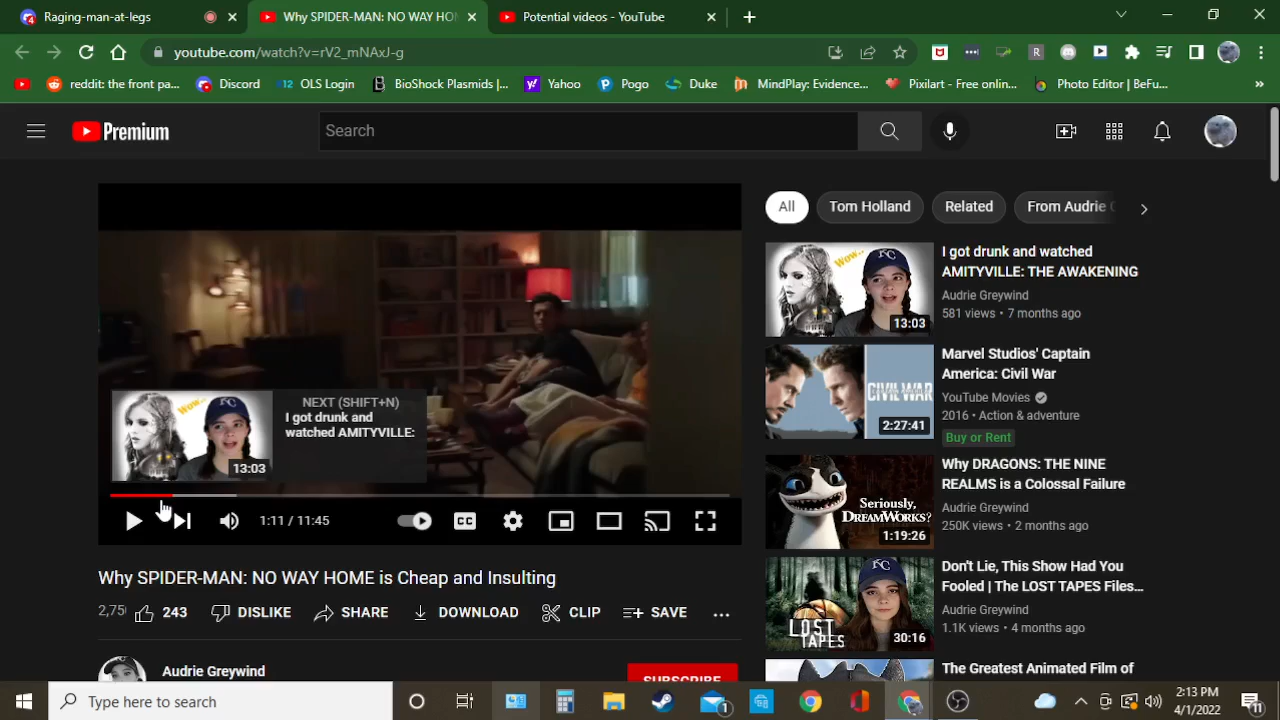 Raging-man-at-legs
Why SPIDER-MAN: NO WAY HOM
Potential videos - YouTube
youtube.com/watch?v=rV2_mNAxJ-g
reddit: the front pa...
Discord
OLS Login
BioShock Plasmids |...
Yahoo
Pogo
Duke
MindPlay: Evidence...
Pixilart - Free onlin...
Photo Editor | BeFu...
Premium
Search
All
Tom Holland
Related
From Audrie G
I got drunk and watched
AMITYVILLE: THE AWAKENING
Audrie Greywind
581 views • 7 months ago
Wow..
KC
13:03
Marvel Studios' Captain
America: Civil War
YouTube Movies
2016 • Action & adventure
Buy or Rent
CIVIL WAR
2:27:41
Why DRAGONS: THE NINE
REALMS is a Colossal Failure
Audrie Greywind
250K views • 2 months ago
Seriously,
DREAMWORKS?
1:19:26
Don't Lie, This Show Had You
Fooled | The LOST TAPES Files...
Audrie Greywind
1.1K views • 4 months ago
LOST
TAPES
30:16
The Greatest Animated Film of
NEXT (SHIFT+N)
I got drunk and
watched AMITYVILLE:
13:03
1:11 / 11:45
CC
Why SPIDER-MAN: NO WAY HOME is Cheap and Insulting
2,75
243
DISLIKE
SHARE
DOWNLOAD
CLIP
SAVE
Audrie Greywind
SUBSCRIBE
Type here to search
1
2:13 PM
4/1/2022
11